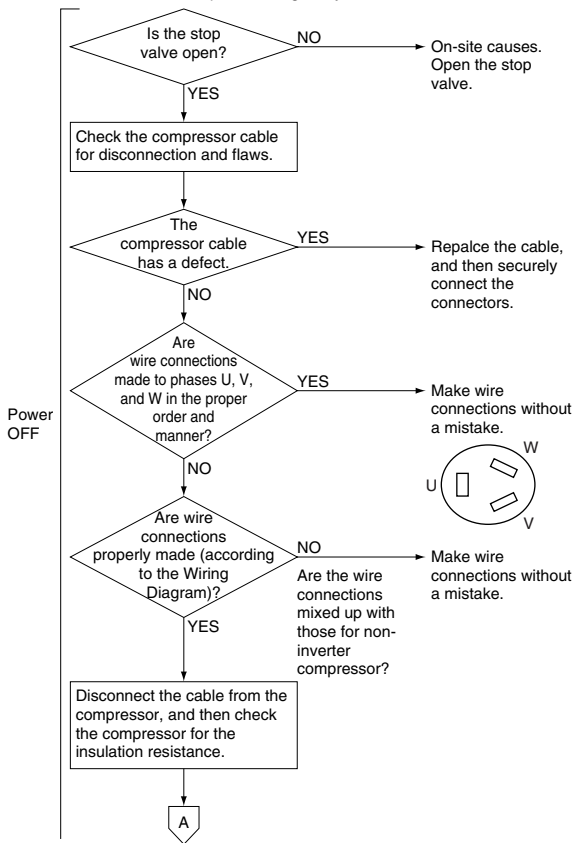 Is the stop
valve open?
NO
On-site causes.
Open the stop
valve.
YES
Check the compressor cable
for disconnection and flaws.
The
compressor cable
has a defect.
YES
Repalce the cable,
and then securely
connect the
connectors.
NO
Are
wire connections
made to phases U, V,
and W in the proper
order and
manner?
YES
Make wire
connections without
a mistake.
Power
OFF
W
U
V
NO
Are wire
connections
properly made (according
to the Wiring
Diagram)?
NO
Are the wire
connections
mixed up with
those for non-
inverter
compressor?
Make wire
connections without
a mistake.
YES
Disconnect the cable from the
compressor, and then check
the compressor for the
insulation resistance.
A